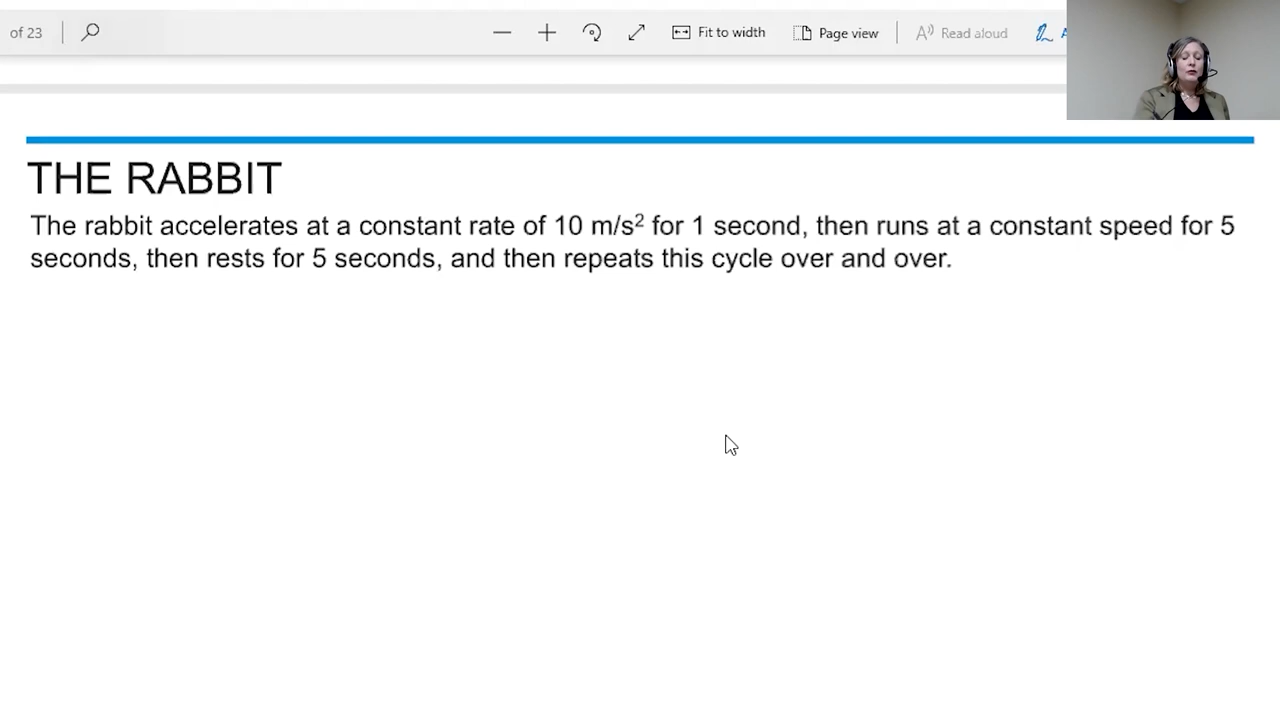 of 23
Fit to width
Page view
Read aloud
THE RABBIT
The rabbit accelerates at a constant rate of 10 m/s² for 1 second, then runs at a constant speed for 5
seconds, then rests for 5 seconds, and then repeats this cycle over and over.